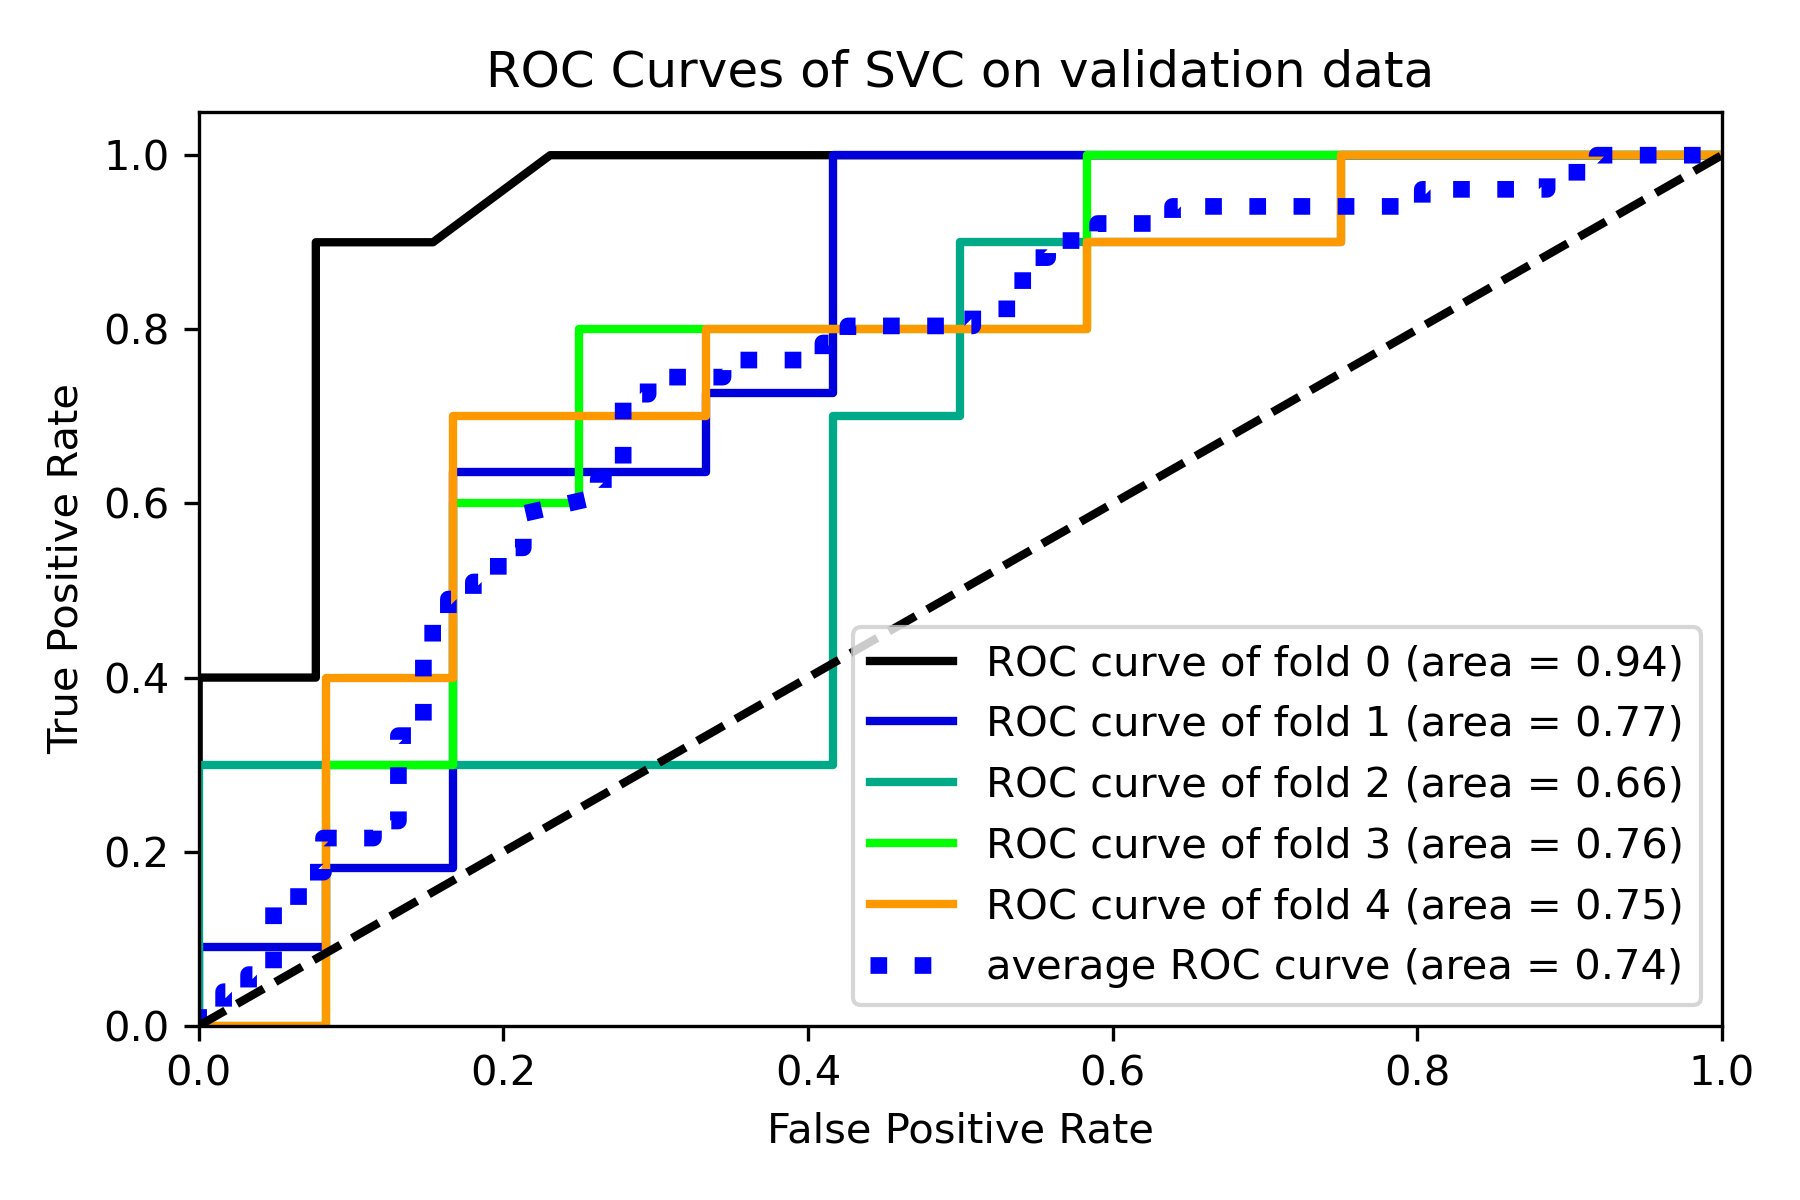 ROC Curves of SVC on validation data
True Positive Rate
1.0
0.8
0.6
0.4
0.2
0.0
0.0 0.2 0.4 0.6 0.8 1.0
False Positive Rate
ROC curve of fold 0 (area = 0.94)
ROC curve of fold 1 (area = 0.77)
ROC curve of fold 2 (area = 0.66)
ROC curve of fold 3 (area = 0.76)
ROC curve of fold 4 (area = 0.75)
average ROC curve (area = 0.74)